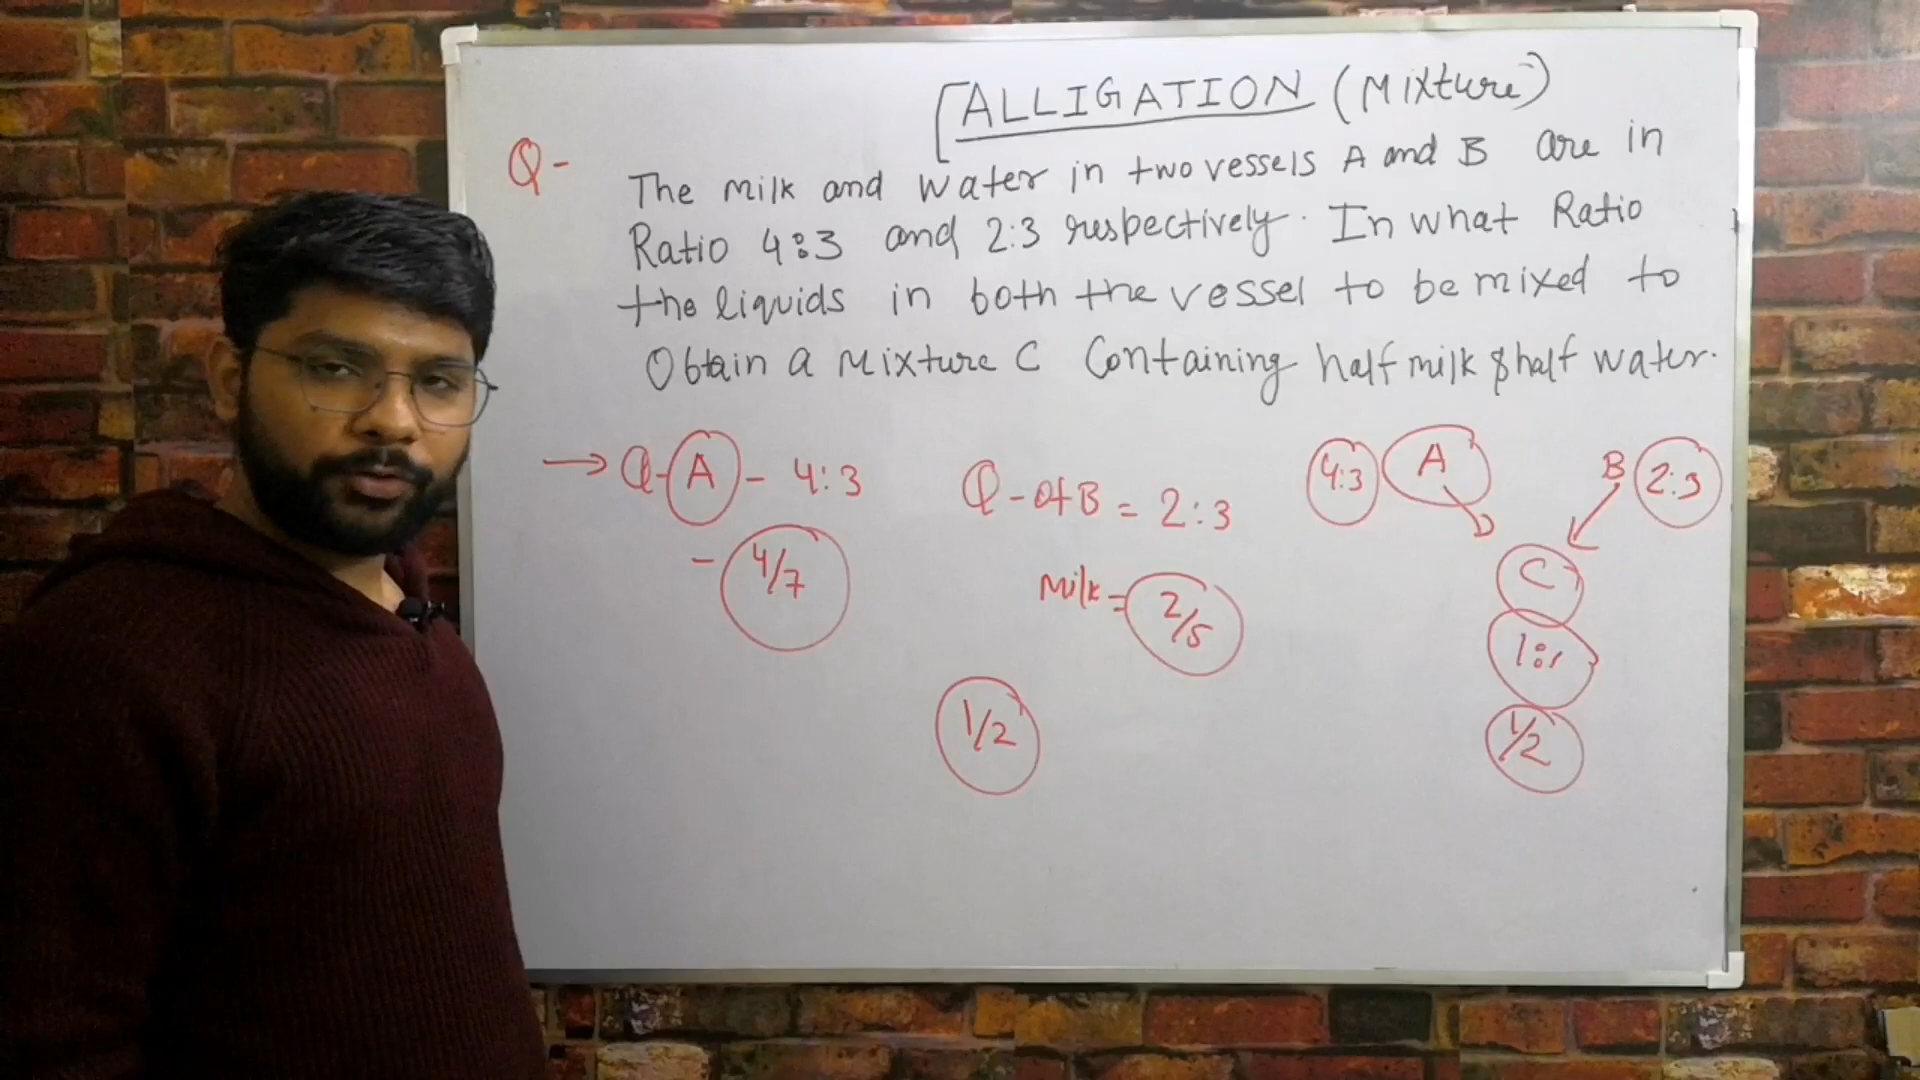 ALLIGATION (Mixture)
Q- The milk and water in two vessels A and B are in
Ratio 4:3 and 2:3 respectively. In what Ratio
the liquids in both the vessel to be mixed to
Obtain a Mixture C Containing half milk & half water.
→ Q-A - 4:3
- 4/7
Q-of B = 2:3
Milk = 2/5
1/2
4:3 A B 2:3
C
1:1
1/2